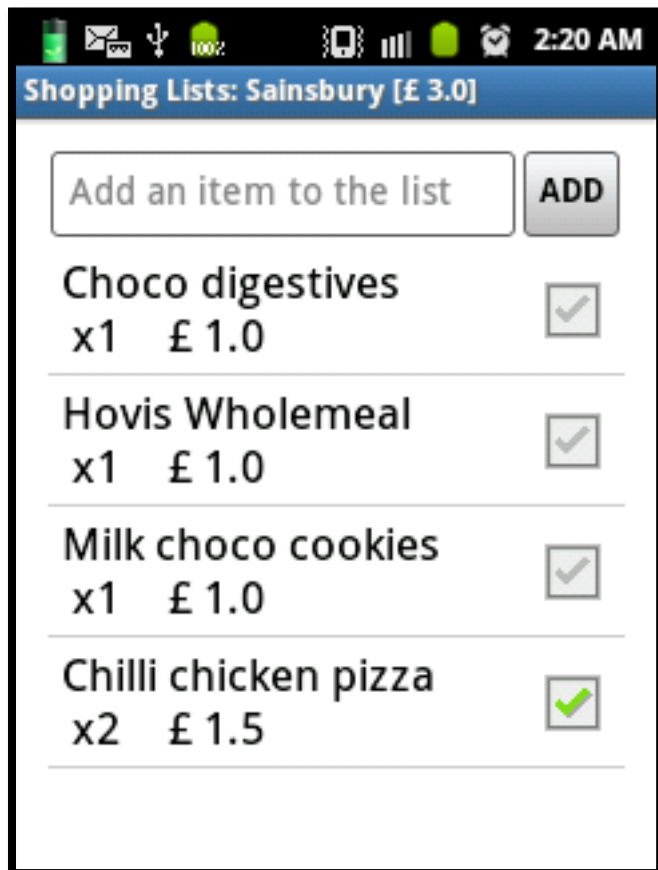 100% 2:20 AM
Shopping Lists: Sainsbury [£ 3.0]
Add an item to the list ADD
Choco digestives
x1 £ 1.0
Hovis Wholemeal
x1 £ 1.0
Milk choco cookies
x1 £ 1.0
Chilli chicken pizza
x2 £ 1.5